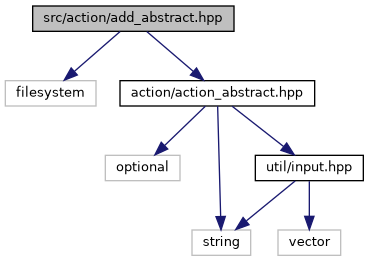 src/action/add_abstract.hpp
filesystem
action/action_abstract.hpp
optional
util/input.hpp
string
vector